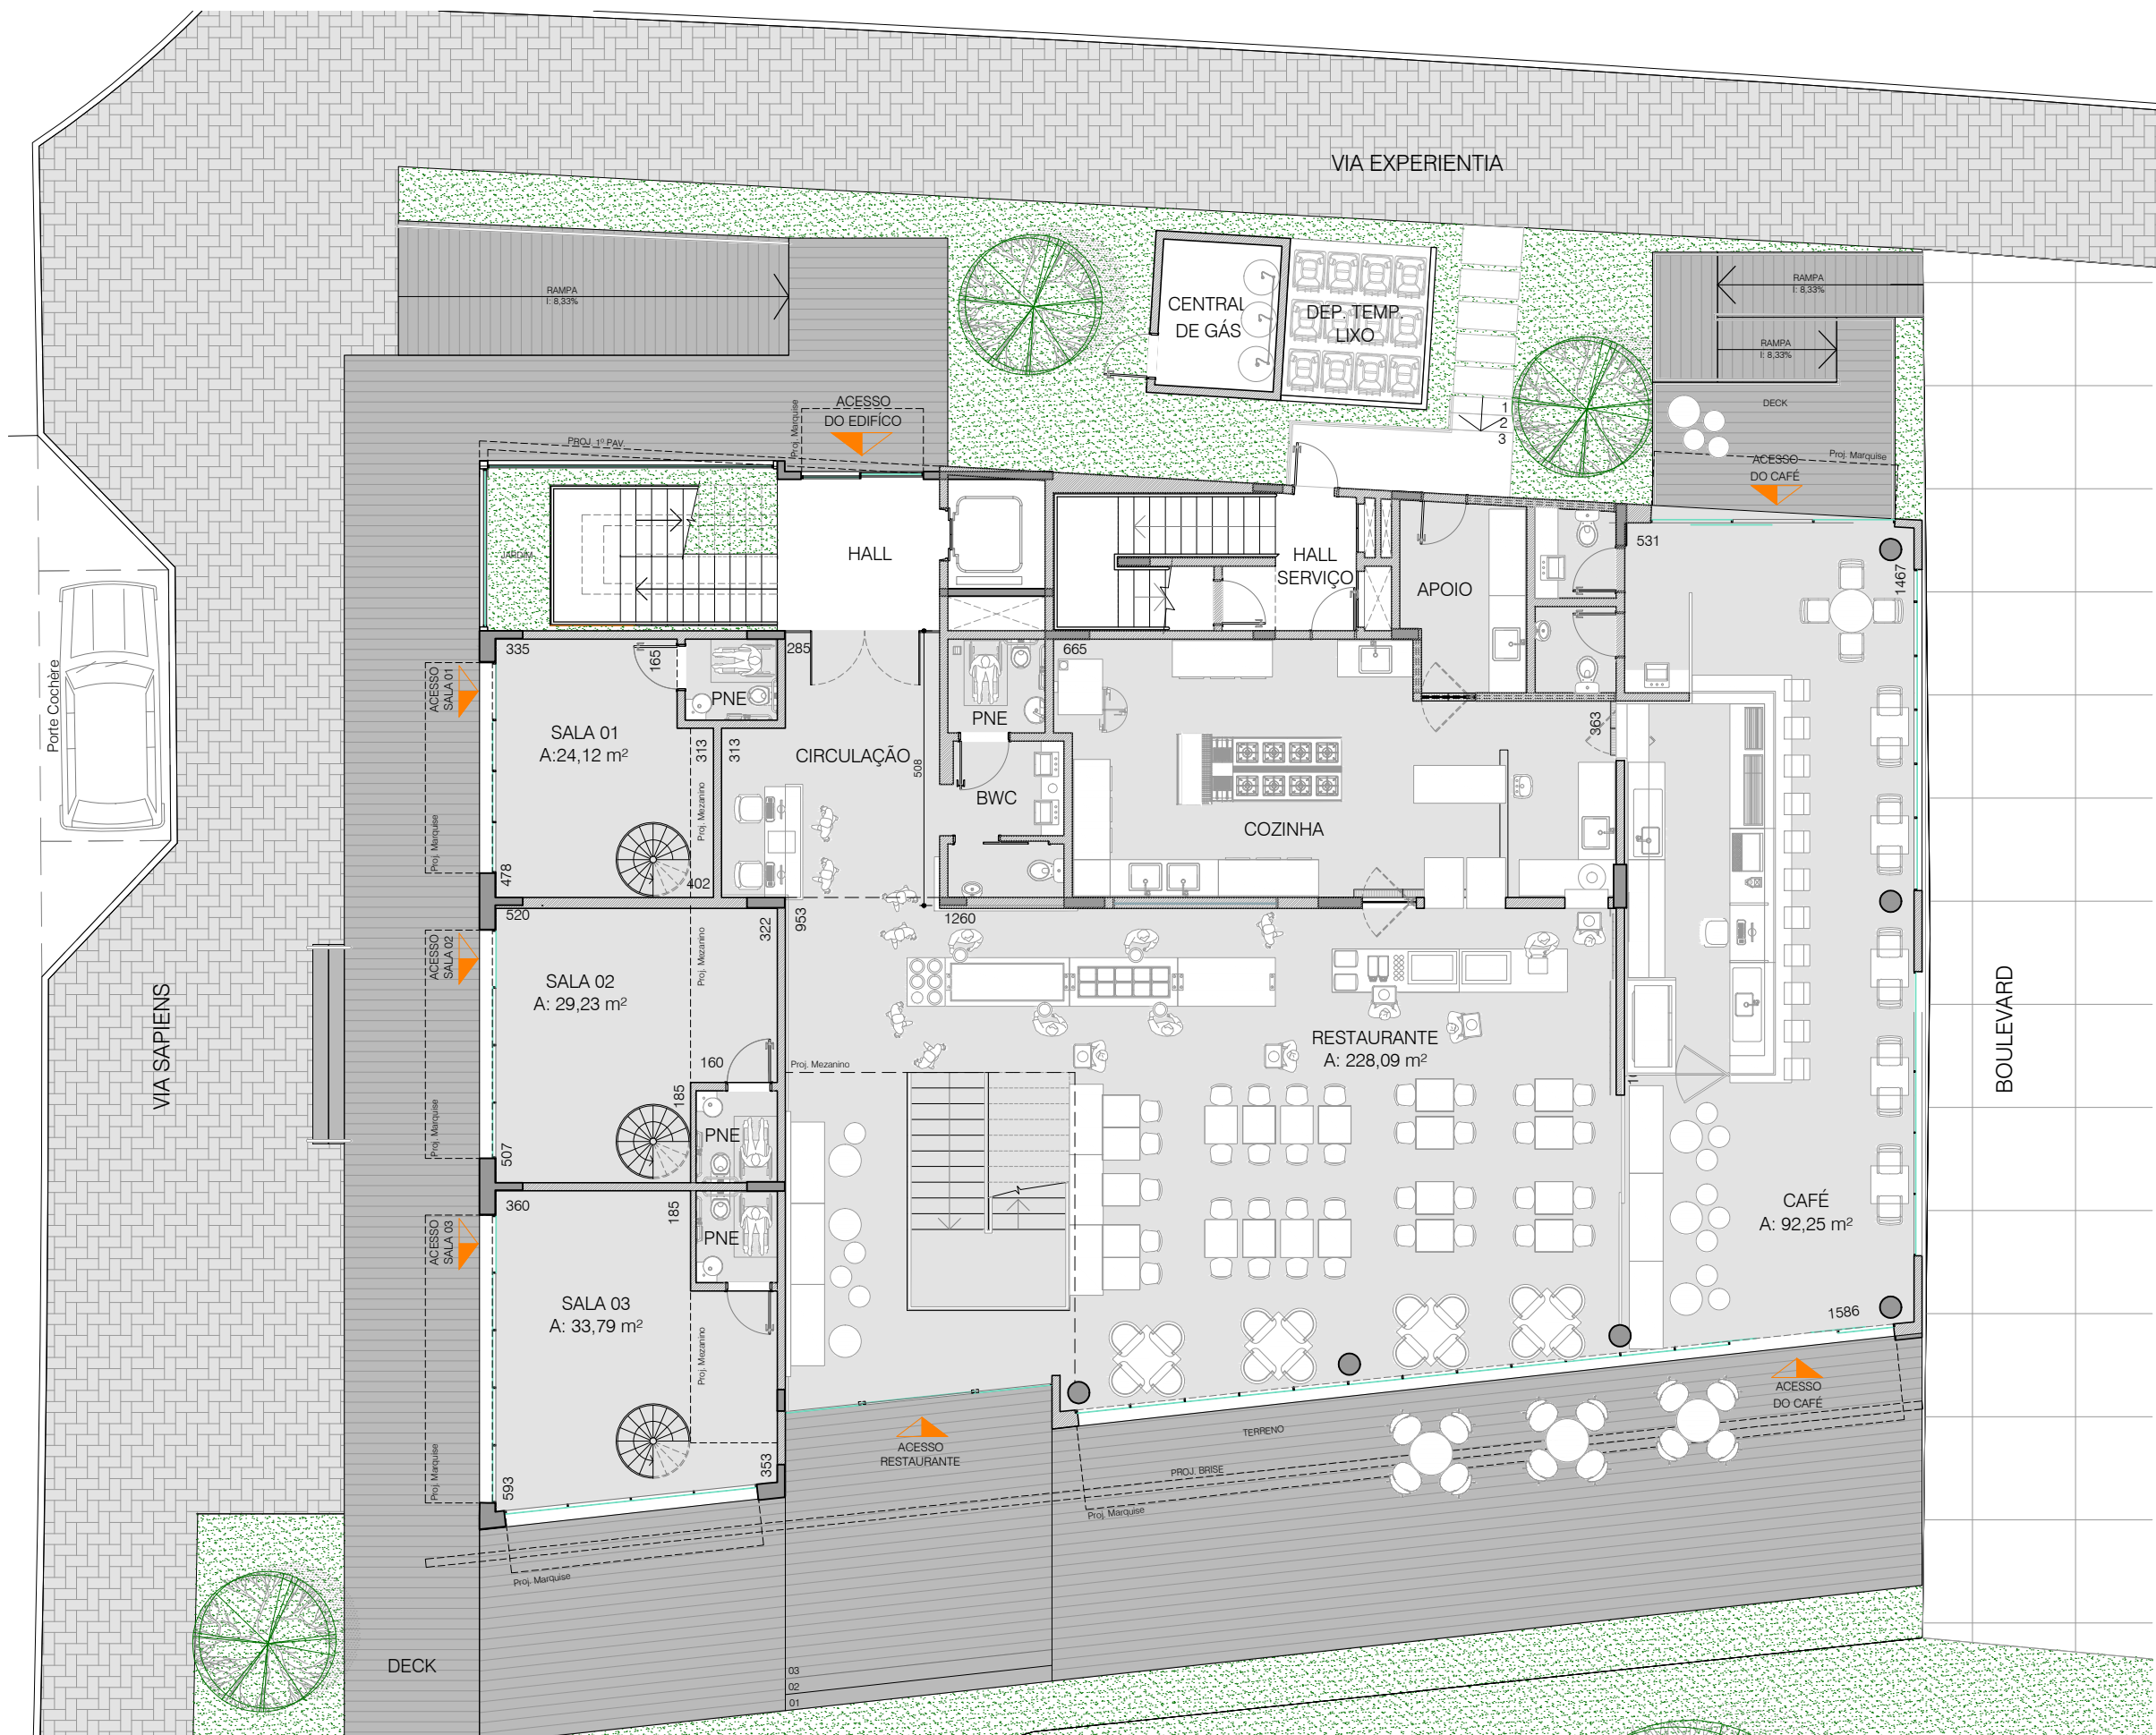 VIA EXPERIENTIA
RAMPA
I: 8,33%
CENTRAL
DE GÁS
DEP. TEMP.
LIXO
RAMPA
I: 8,33%
RAMPA
I: 8,33%
DECK
1
2
3
Proj. Marquise
ACESSO
DO EDIFÍCO
PROJ. 1º PAV.
ACESSO
DO CAFÉ
Proj. Marquise
JARDIM
HALL
HALL
SERVIÇO
APOIO
531
1467
Porte Cochère
ACESSO
SALA 01
335
165
285
PNE
PNE
665
SALA 01
A:24,12 m²
313
313
CIRCULAÇÃO
508
BWC
COZINHA
363
Proj. Mezanino
Proj. Marquise
478
402
520
322
953
1260
ACESSO
SALA 02
Proj. Mezanino
SALA 02
A: 29,23 m²
RESTAURANTE
A: 228,09 m²
VIA SAPIENS
BOULEVARD
160
185
Proj. Mezanino
PNE
Proj. Marquise
507
360
185
PNE
ACESSO
SALA 03
CAFÉ
A: 92,25 m²
SALA 03
A: 33,79 m²
Proj. Mezanino
1586
Proj. Marquise
593
353
ACESSO
RESTAURANTE
TERRENO
PROJ. BRISE
Proj. Marquise
ACESSO
DO CAFÉ
Proj. Marquise
DECK
03
02
01